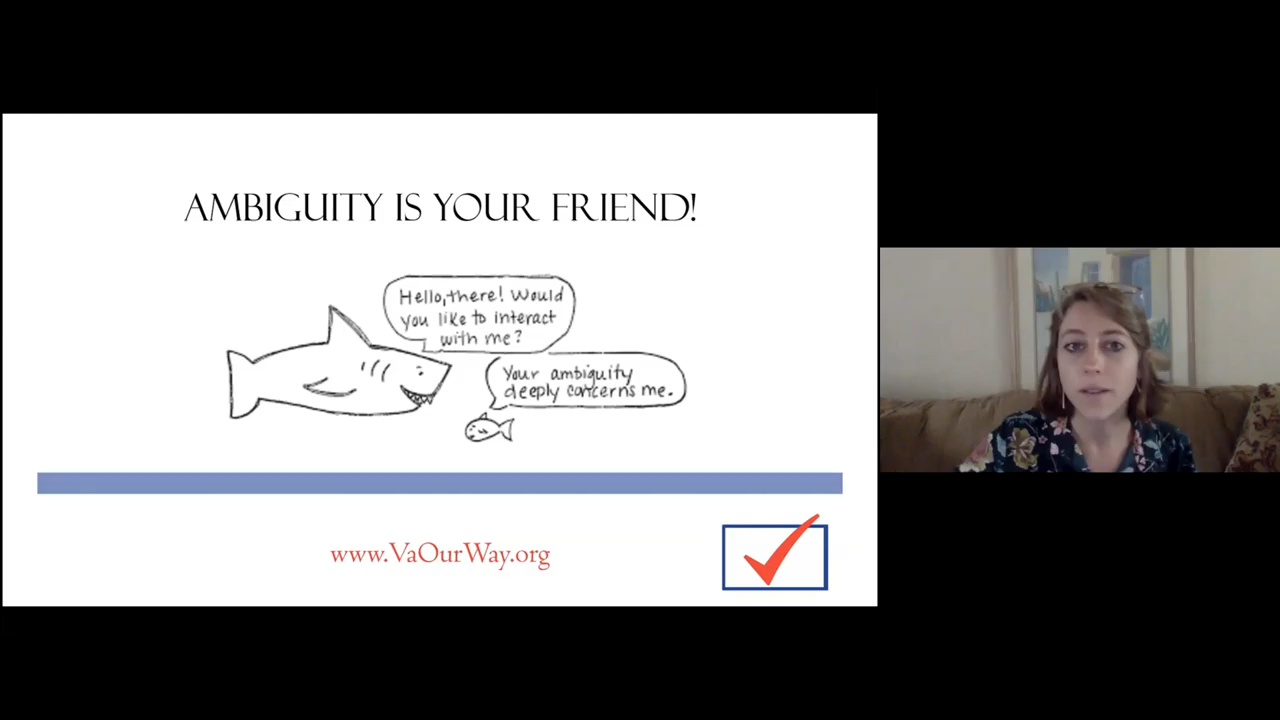 AMBIGUITY IS YOUR FRIEND!
Hello, there! Would
you like to interact
with me?
Your ambiguity
deeply concerns me.
www.VaOurWay.org